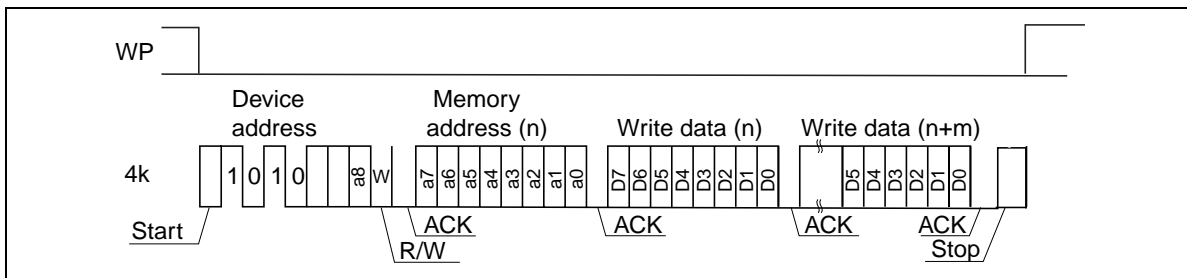 WP
Device address
Memory address (n)
Write data (n)
Write data (n+m)
4k
1 0 1 0 a8 W
a7 a6 a5 a4 a3 a2 a1 a0
D7 D6 D5 D4 D3 D2 D1 D0
D5 D4 D3 D2 D1 D0
Start
R/W
ACK
ACK
ACK
ACK
Stop